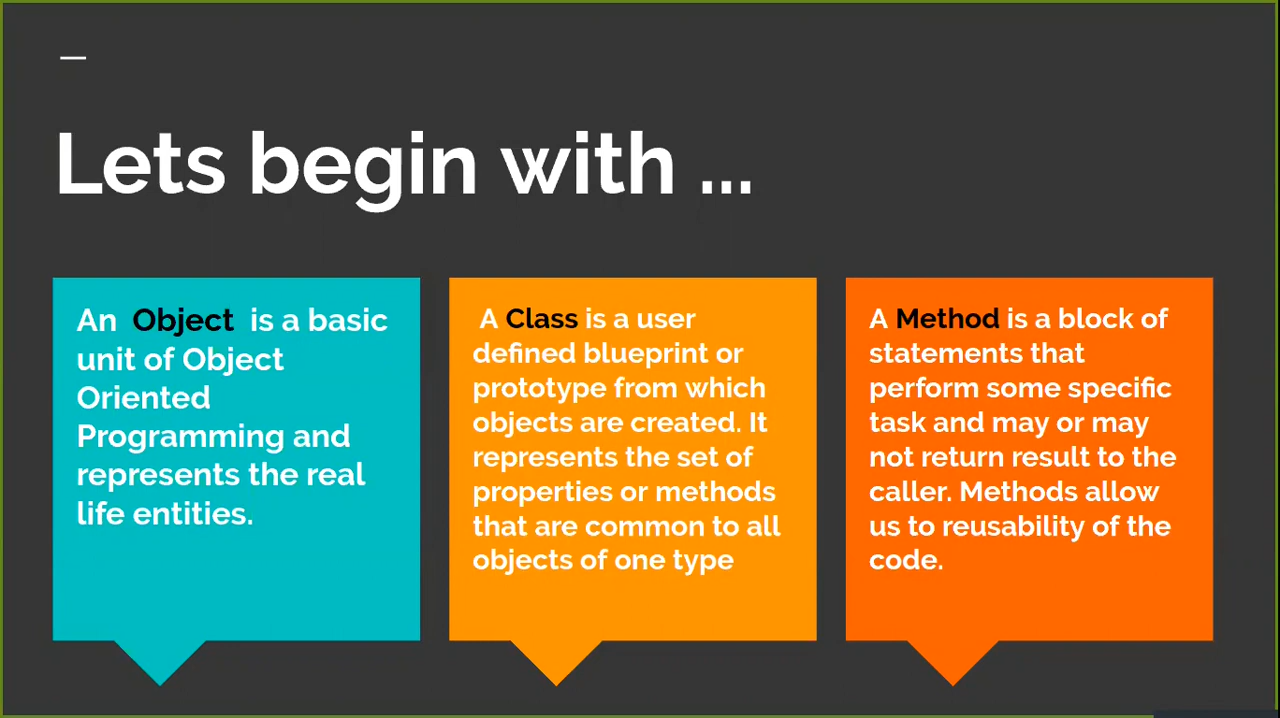 Lets begin with ...
An Object is a basic
unit of Object
Oriented
Programming and
represents the real
life entities.
A Class is a user
defined blueprint or
prototype from which
objects are created. It
represents the set of
properties or methods
that are common to all
objects of one type
A Method is a block of
statements that
perform some specific
task and may or may
not return result to the
caller. Methods allow
us to reusability of the
code.